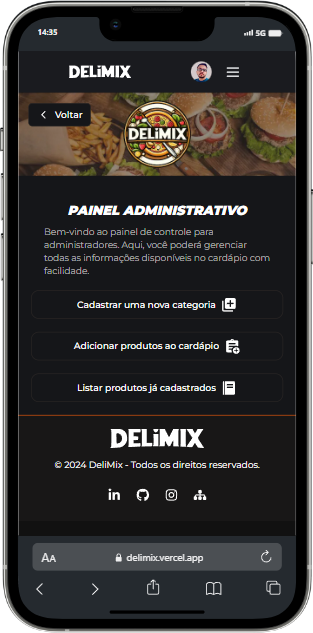 14:35
5G
DELiMIX
Voltar
DELiMIX
PAINEL ADMINISTRATIVO
Bem-vindo ao painel de controle para
administradores. Aqui, você poderá gerenciar
todas as informações disponíveis no cardápio com
facilidade.
Cadastrar uma nova categoria
Adicionar produtos ao cardápio
Listar produtos já cadastrados
DELiMIX
© 2024 DeliMix - Todos os direitos reservados.
in
AA
delimix.vercel.app